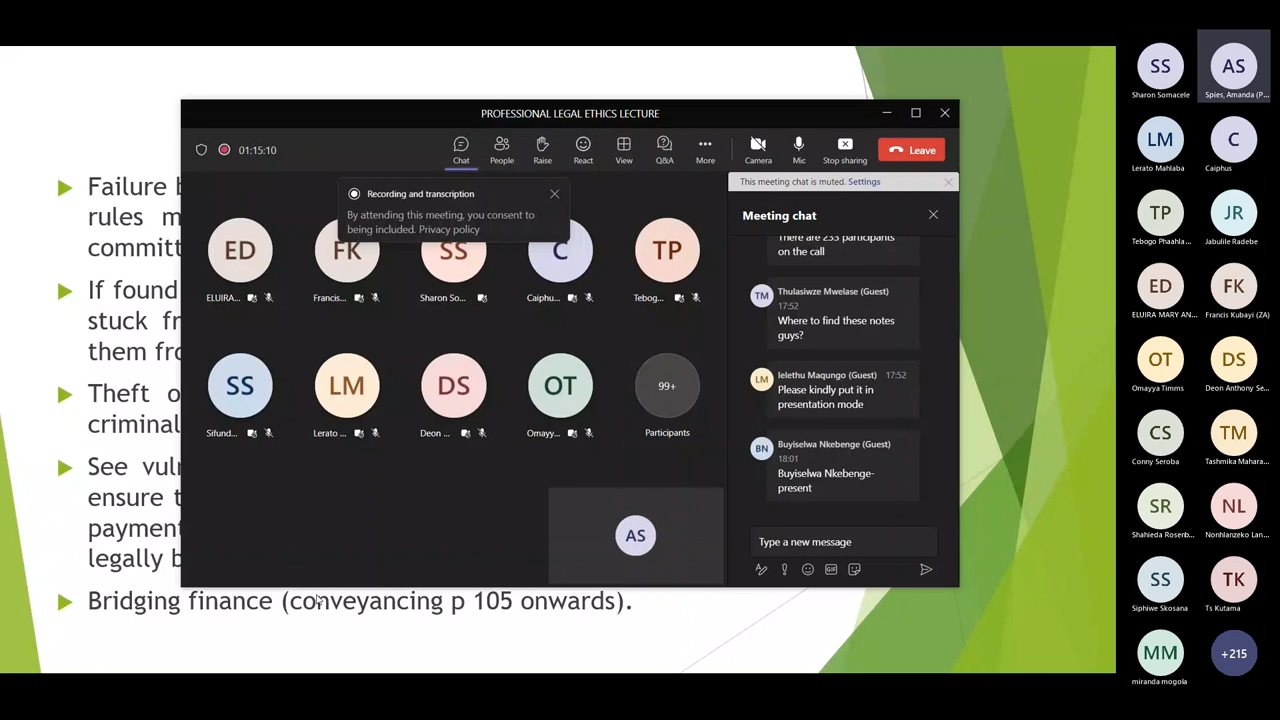 Failure b
rules m
committ
If found
stuck fr
them fro
Theft o
criminal
See vuln
ensure t
payment
legally b
Bridging finance (conveyancing p 105 onwards).
PROFESSIONAL LEGAL ETHICS LECTURE
01:15:10
Chat
People
Raise
React
View
Q&A
More
Camera
Mic
Stop sharing
Leave
Recording and transcription
By attending this meeting, you consent to
being included. Privacy policy
ED
FK
SS
C
TP
ELUIRA...
Francis...
Sharon So...
Caiphu...
Tebog...
SS
LM
DS
OT
99+
Sifund...
Lerato ...
Deon ...
Omayy...
Participants
AS
This meeting chat is muted. Settings
Meeting chat
There are 235 participants
on the call
TM
Thulasiwze Mwelase (Guest)
17:52
Where to find these notes
guys?
LM
lelethu Maqungo (Guest) 17:52
Please kindly put it in
presentation mode
BN
Buyiselwa Nkebenge (Guest)
18:01
Buyiselwa Nkebenge-
present
Type a new message
GIF
SS
AS
Sharon Somacele
Spies, Amanda (P...
LM
C
Lerato Mahlaba
Caiphus
TP
JR
Tebogo Phaahla...
Jabulile Radebe
ED
FK
ELUIRA MARY AN...
Francis Kubayi (ZA)
OT
DS
Omayya Timms
Deon Anthony Se...
CS
TM
Conny Seroba
Tashmika Mahara...
SR
NL
Shahieda Rosenb...
Nonhlanzeko Lan...
SS
TK
Siphiwe Skosana
Ts Kutama
MM
+215
miranda mogola